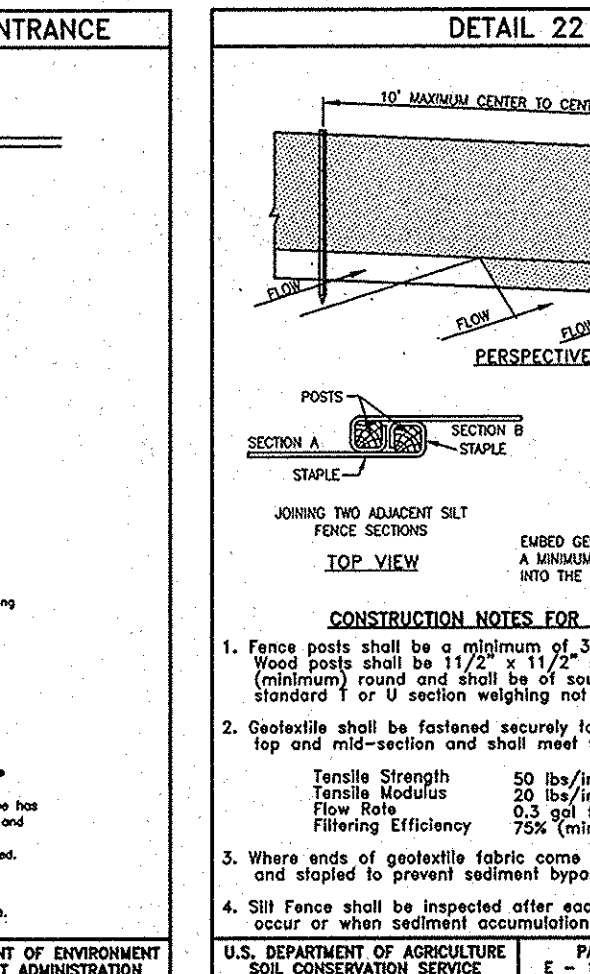 NTRANCE
ng
e has
and
ed.
e.
NT OF ENVIRONMENT
T ADMINISTRATION
DETAIL 22
10' MAXIMUM CENTER TO CENT
FLOW
FLOW
FLOW
PERSPECTIVE
POSTS
SECTION A
SECTION B
STAPLE
STAPLE
JOINING TWO ADJACENT SILT
FENCE SECTIONS
TOP VIEW
EMBED GE
A MINIMUM
INTO THE
CONSTRUCTION NOTES FOR
1. Fence posts shall be a minimum of 3
Wood posts shall be 11/2" x 11/2"
(minimum) round and shall be of sou
standard T or U section weighing not
2. Geotextile shall be fastened securely to
top and mid-section and shall meet
Tensile Strength 50 lbs/in
Tensile Modulus 20 lbs/in
Flow Rate 0.3 gal
Filtering Efficiency 75% (min
3. Where ends of geotextile fabric come
and stapled to prevent sediment bypa
4. Silt Fence shall be inspected after eac
occur or when sediment accumulation
U.S. DEPARTMENT OF AGRICULTURE
SOIL CONSERVATION SERVICE
PA
E -